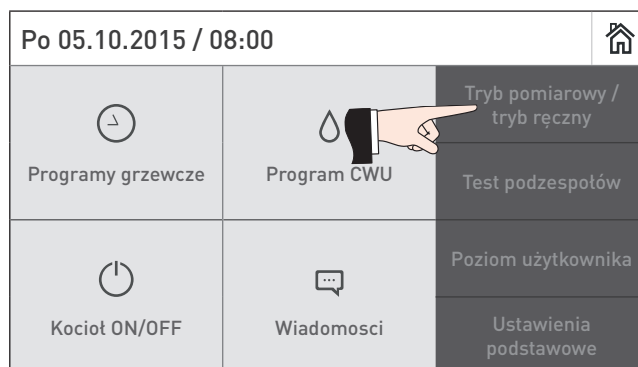 Po 05.10.2015 / 08:00
Programy grzewcze
Program CWU
Kocioł ON/OFF
Wiadomosci
Tryb pomiarowy /
tryb ręczny
Test podzespołów
Poziom użytkownika
Ustawienia
podstawowe